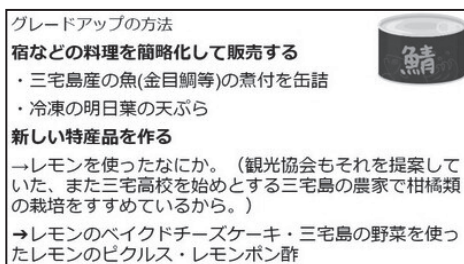 グレードアップの方法
宿などの料理を簡略化して販売する
・三宅島産の魚(金目鯛等)の煮付を缶詰
・冷凍の明日葉の天ぷら
鯖
新しい特産品を作る
→レモンを使ったなにか。（観光協会もそれを提案して
いた、また三宅高校を始めとする三宅島の農家で柑橘類
の栽培をすすめているから。）
➔レモンのベイクドチーズケーキ・三宅島の野菜を使っ
たレモンのピクルス・レモンポン酢